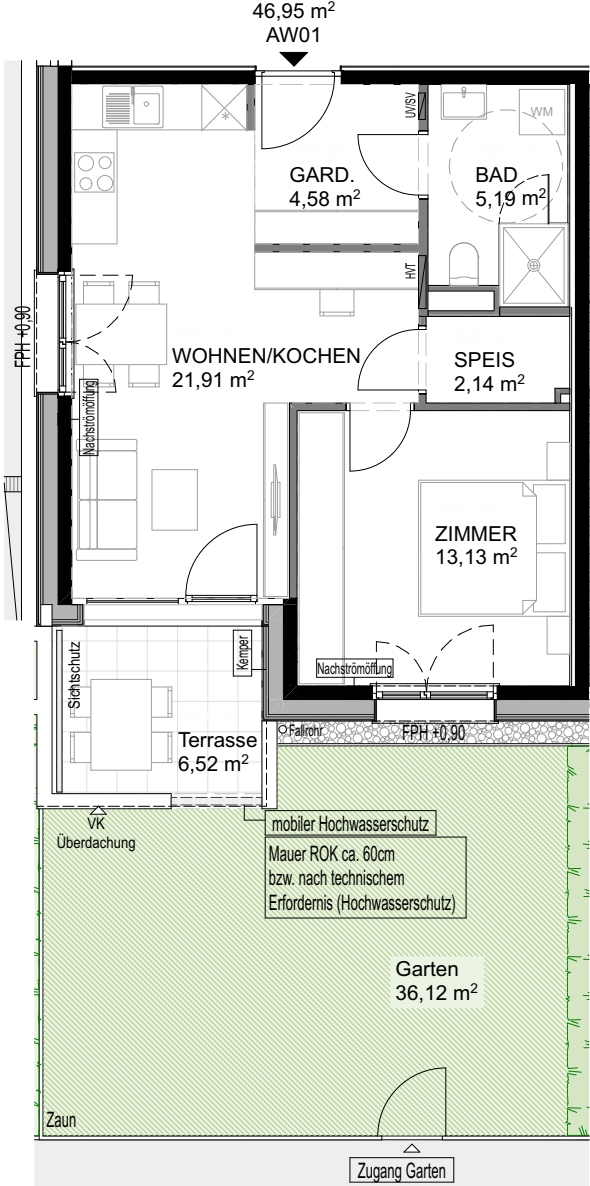 46,95 m²
AW01
UV/SV
WM
GARD.
4,58 m²
BAD
5,19 m²
HVT
FPH +0,90
WOHNEN/KOCHEN
21,91 m²
SPEIS
2,14 m²
Nachströmöffung
ZIMMER
13,13 m²
Sichtschutz
Kemper
Nachströmöffung
Terrasse
6,52 m²
Fallrohr
FPH +0,90
VK
Überdachung
mobiler Hochwasserschutz
Mauer ROK ca. 60cm
bzw. nach technischem
Erfordernis (Hochwasserschutz)
Garten
36,12 m²
Zaun
Zugang Garten